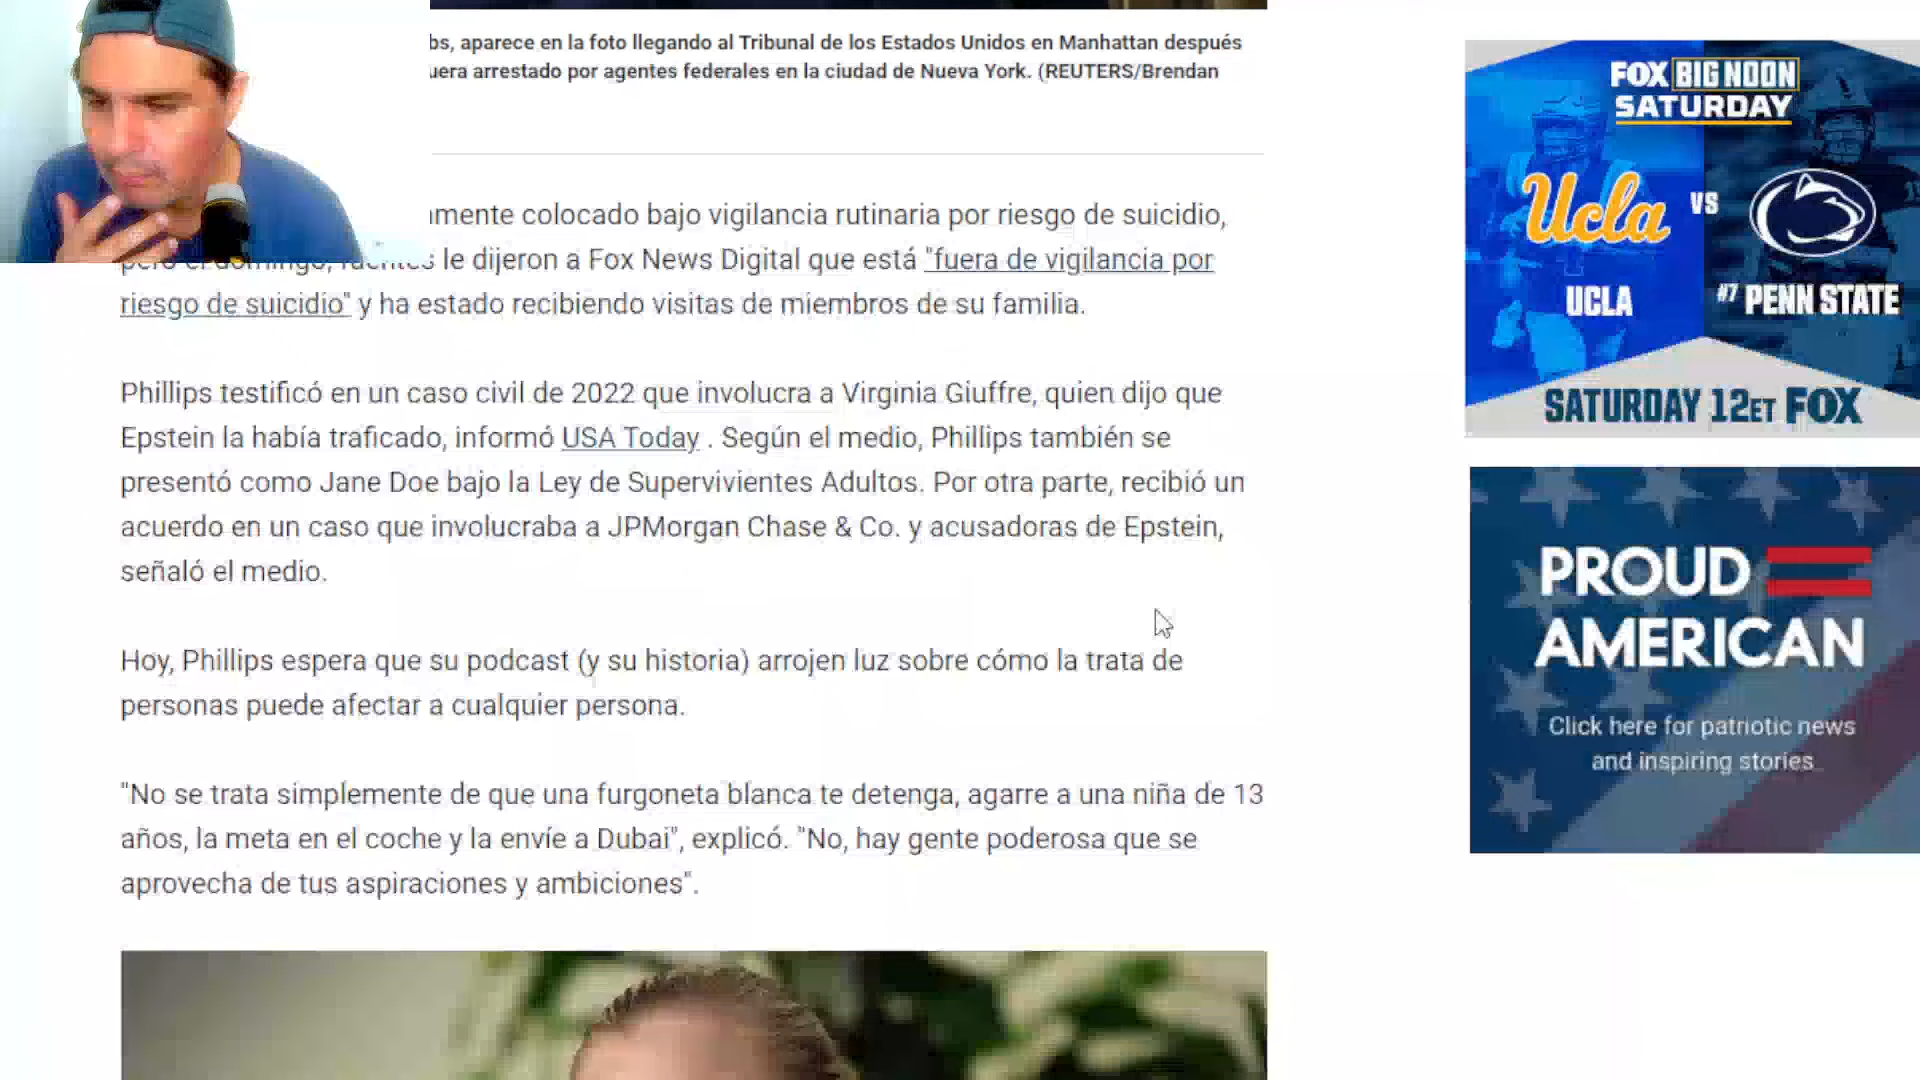 bs, aparece en la foto llegando al Tribunal de los Estados Unidos en Manhattan después
uera arrestado por agentes federales en la ciudad de Nueva York. (REUTERS/Brendan
amente colocado bajo vigilancia rutinaria por riesgo de suicidio,
pero el domingo, fuentes le dijeron a Fox News Digital que está "fuera de vigilancia por
riesgo de suicidio" y ha estado recibiendo visitas de miembros de su familia.
Phillips testificó en un caso civil de 2022 que involucra a Virginia Giuffre, quien dijo que
Epstein la había traficado, informó USA Today . Según el medio, Phillips también se
presentó como Jane Doe bajo la Ley de Supervivientes Adultos. Por otra parte, recibió un
acuerdo en un caso que involucraba a JPMorgan Chase & Co. y acusadoras de Epstein,
señaló el medio.
Hoy, Phillips espera que su podcast (y su historia) arrojen luz sobre cómo la trata de
personas puede afectar a cualquier persona.
"No se trata simplemente de que una furgoneta blanca te detenga, agarre a una niña de 13
años, la meta en el coche y la envíe a Dubai", explicó. "No, hay gente poderosa que se
aprovecha de tus aspiraciones y ambiciones".
FOX BIG NOON
SATURDAY
Ucla VS
UCLA #7 PENN STATE
SATURDAY 12ET FOX
PROUD
AMERICAN
Click here for patriotic news
and inspiring stories